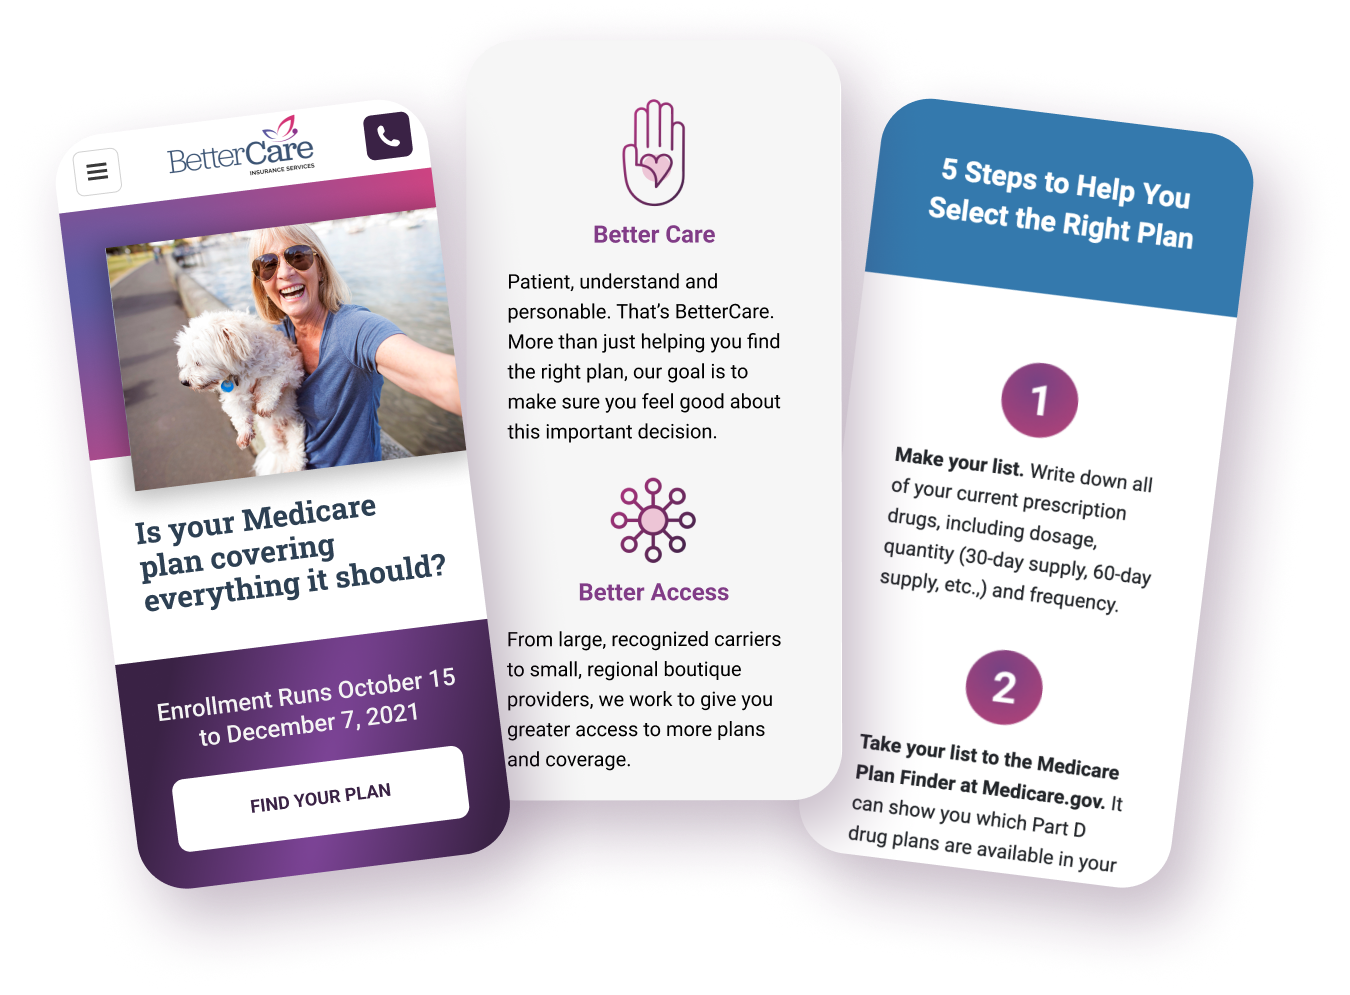 BetterCare
INSURANCE SERVICES
Is your Medicare
plan covering
everything it should?
Enrollment Runs October 15
to December 7, 2021
FIND YOUR PLAN
Better Care
Patient, understand and
personable. That’s BetterCare.
More than just helping you find
the right plan, our goal is to
make sure you feel good about
this important decision.
Better Access
From large, recognized carriers
to small, regional boutique
providers, we work to give you
greater access to more plans
and coverage.
5 Steps to Help You
Select the Right Plan
1
Make your list. Write down all
of your current prescription
drugs, including dosage,
quantity (30-day supply, 60-day
supply, etc.,) and frequency.
2
Take your list to the Medicare
Plan Finder at Medicare.gov. It
can show you which Part D
drug plans are available in your